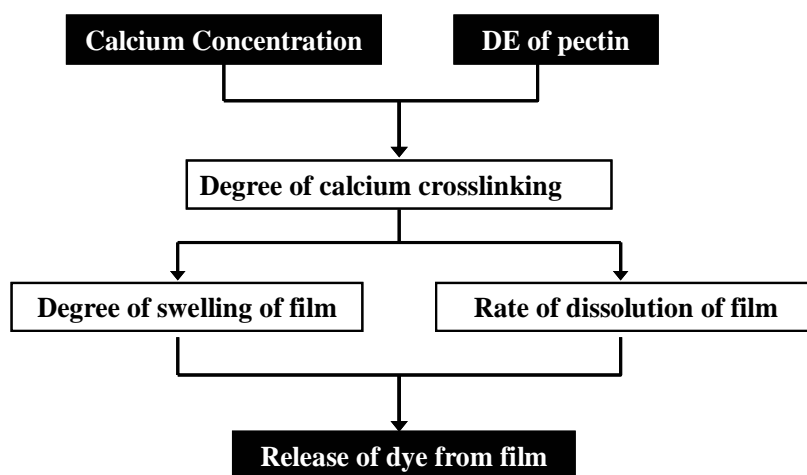 Calcium Concentration
DE of pectin
Degree of calcium crosslinking
Degree of swelling of film
Rate of dissolution of film
Release of dye from film